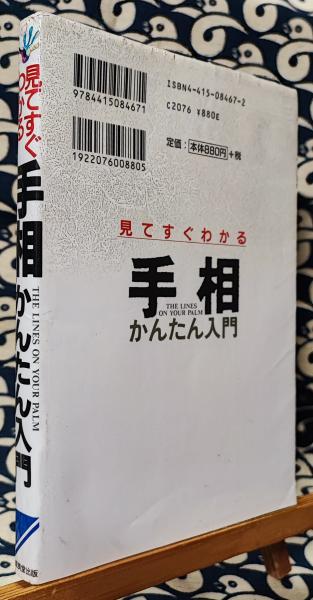 見てすぐわかる
手相
かんたん入門
THE LINES
ON YOUR PALM
堂出版
9784415084671
1922076008805
ISBN4-415-08467-2
C2076 ¥880E
定価：本体880円+税
見てすぐわかる
手相
THE LINES
ON YOUR PALM
かんたん入門